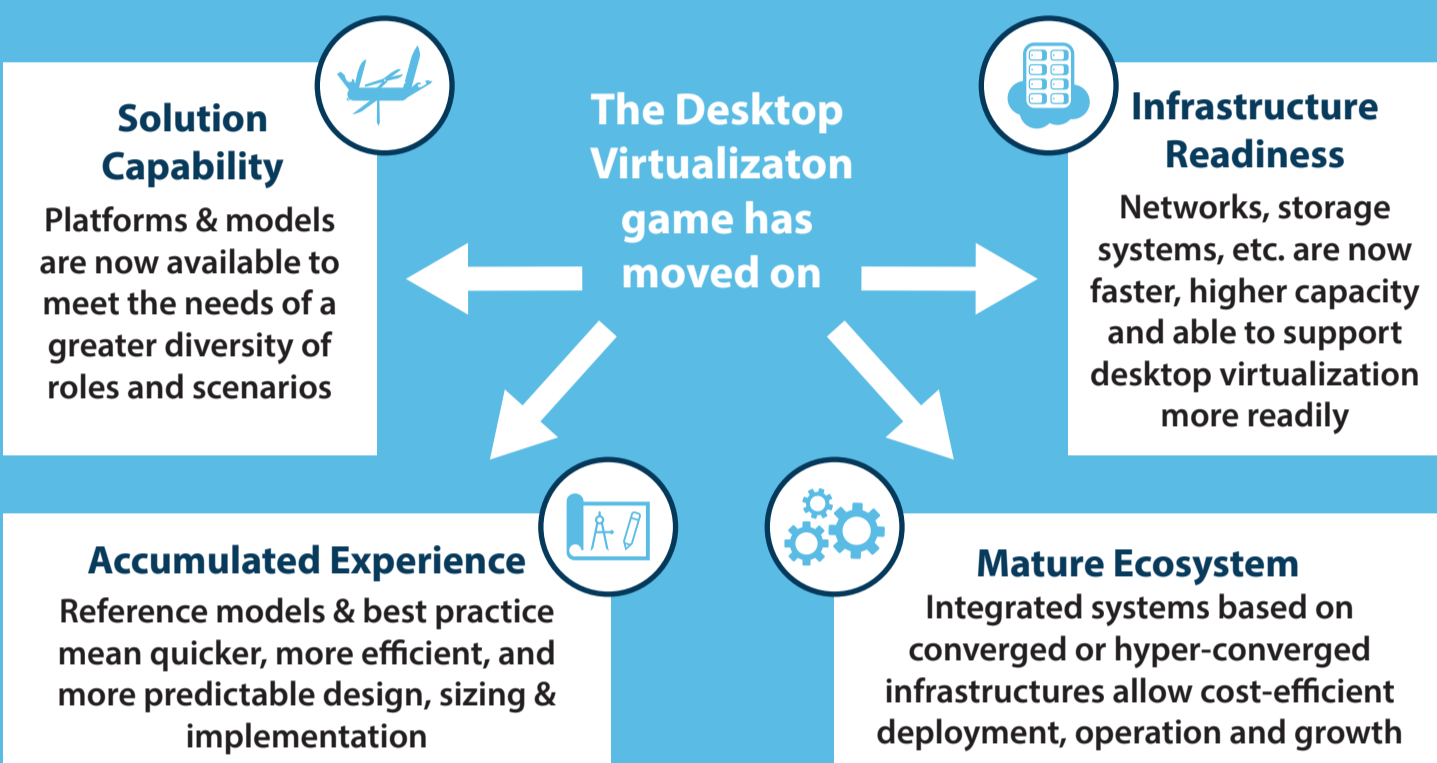 The Desktop
Virtualizaton
game has
moved on
Solution
Capability
Platforms & models
are now available to
meet the needs of a
greater diversity of
roles and scenarios
Infrastructure
Readiness
Networks, storage
systems, etc. are now
faster, higher capacity
and able to support
desktop virtualization
more readily
Accumulated Experience
Reference models & best practice
mean quicker, more efficient, and
more predictable design, sizing &
implementation
Mature Ecosystem
Integrated systems based on
converged or hyper-converged
infrastructures allow cost-efficient
deployment, operation and growth